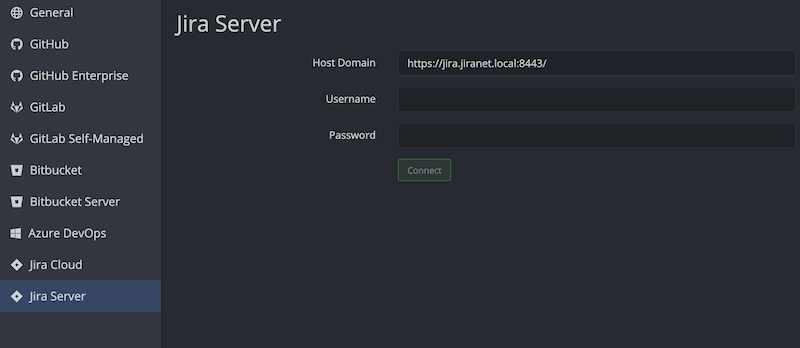 General
GitHub
GitHub Enterprise
GitLab
GitLab Self-Managed
Bitbucket
Bitbucket Server
Azure DevOps
Jira Cloud
Jira Server
Jira Server
Host Domain https://jira.jiranet.local:8443/
Username
Password
Connect